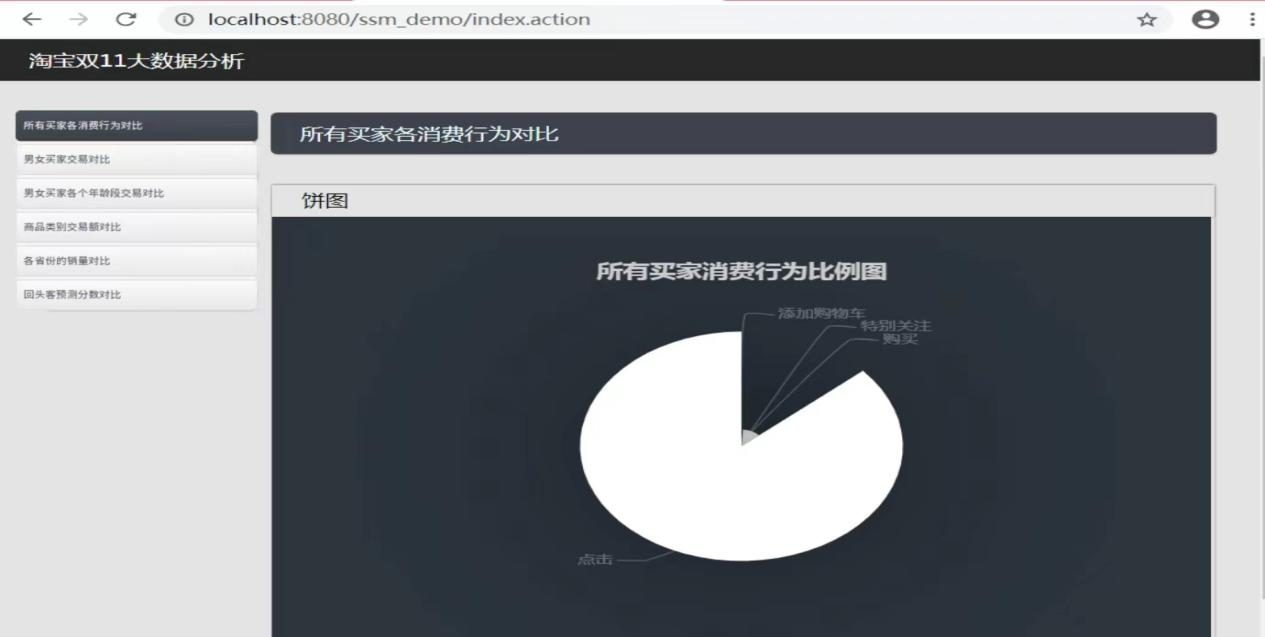 localhost:8080/ssm_demo/index.action
淘宝双11大数据分析
所有买家各消费行为对比
男女买家交易对比
男女买家各个年龄段交易对比
商品类别交易额对比
各省份的销量对比
回头客预测分数对比
所有买家各消费行为对比
饼图
所有买家消费行为比例图
添加购物车
特别关注
购买
点击